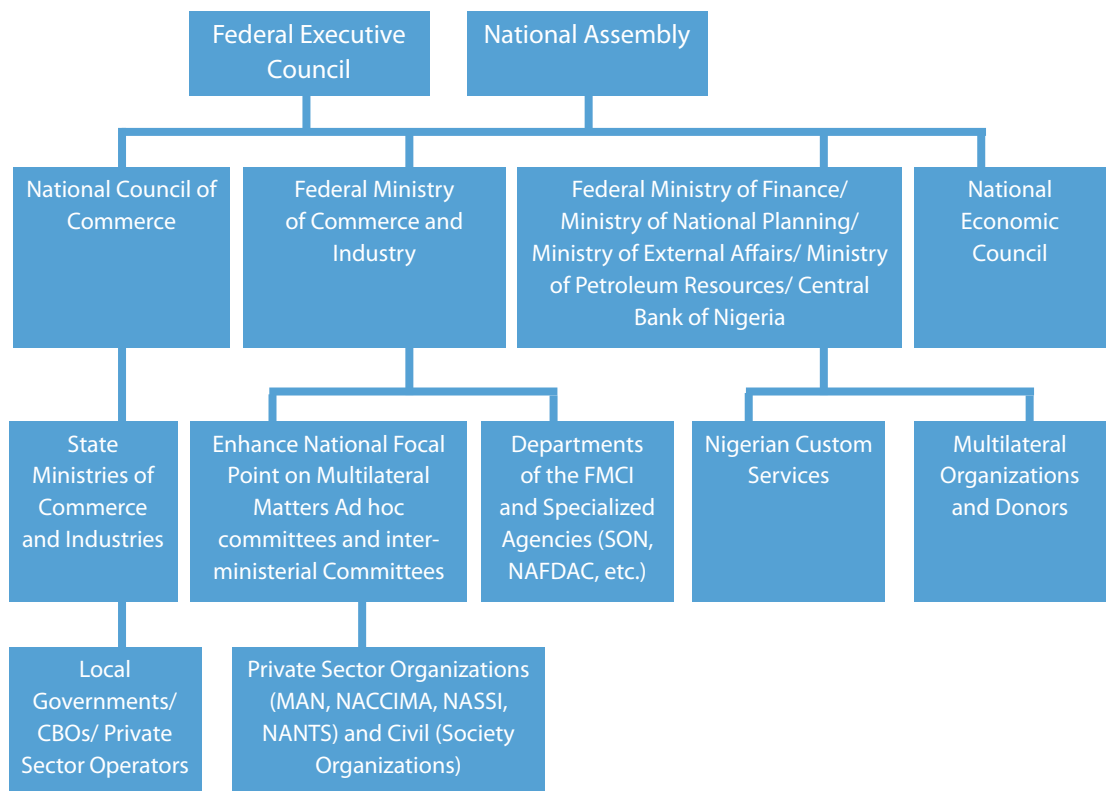 Federal Executive
Council
National Assembly
National Council of
Commerce
Federal Ministry
of Commerce and
Industry
Federal Ministry of Finance/
Ministry of National Planning/
Ministry of External Affairs/ Ministry
of Petroleum Resources/ Central
Bank of Nigeria
National
Economic
Council
State
Ministries of
Commerce
and Industries
Enhance National Focal
Point on Multilateral
Matters Ad hoc
committees and inter-
ministerial Committees
Departments
of the FMCI
and Specialized
Agencies (SON,
NAFDAC, etc.)
Nigerian Custom
Services
Multilateral
Organizations
and Donors
Local
Governments/
CBOs/ Private
Sector Operators
Private Sector Organizations
(MAN, NACCIMA, NASSI,
NANTS) and Civil (Society
Organizations)